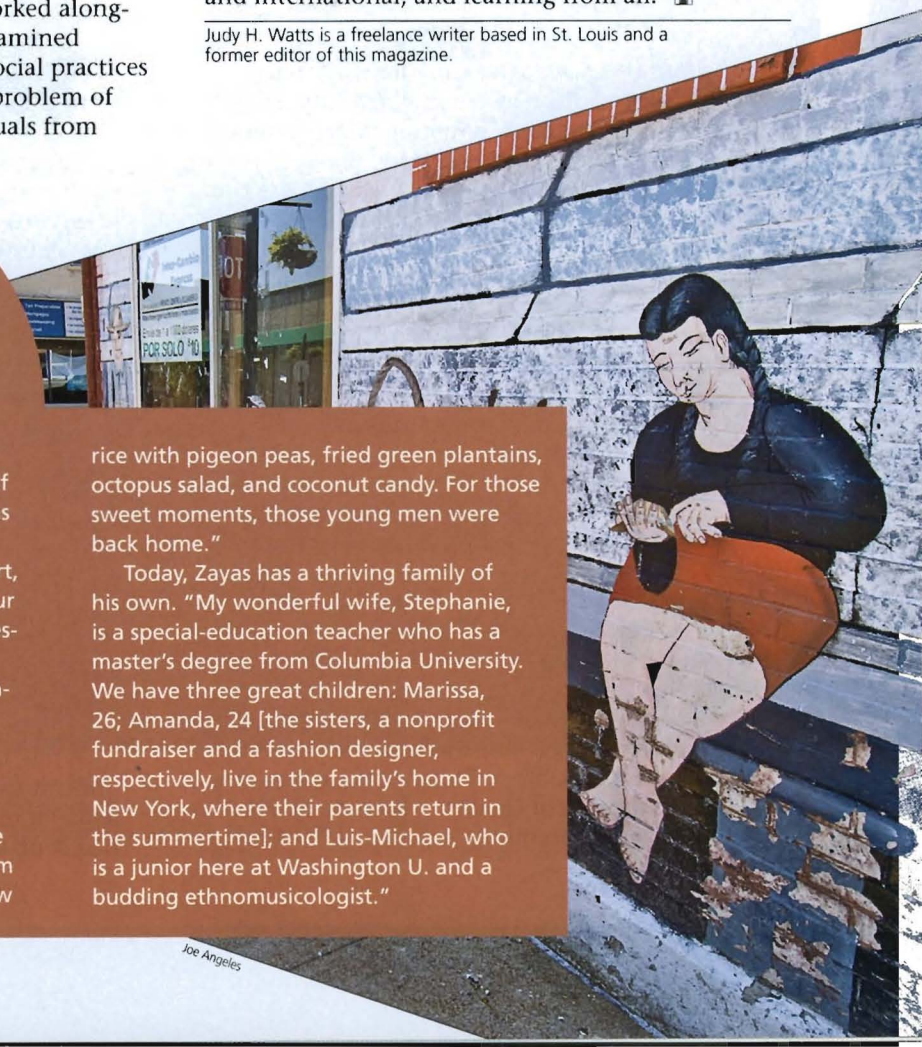 orked along-
amined
ocial practices
problem of
uals from
and international, and learning from all.
Judy H. Watts is a freelance writer based in St. Louis and a
former editor of this magazine.
POR SOLO $10
f
s
rt,
ur
es-
e
m
w
rice with pigeon peas, fried green plantains,
octopus salad, and coconut candy. For those
sweet moments, those young men were
back home.”
Today, Zayas has a thriving family of
his own. “My wonderful wife, Stephanie,
is a special-education teacher who has a
master’s degree from Columbia University.
We have three great children: Marissa,
26; Amanda, 24 [the sisters, a nonprofit
fundraiser and a fashion designer,
respectively, live in the family’s home in
New York, where their parents return in
the summertime]; and Luis-Michael, who
is a junior here at Washington U. and a
budding ethnomusicologist.”
Joe Angeles